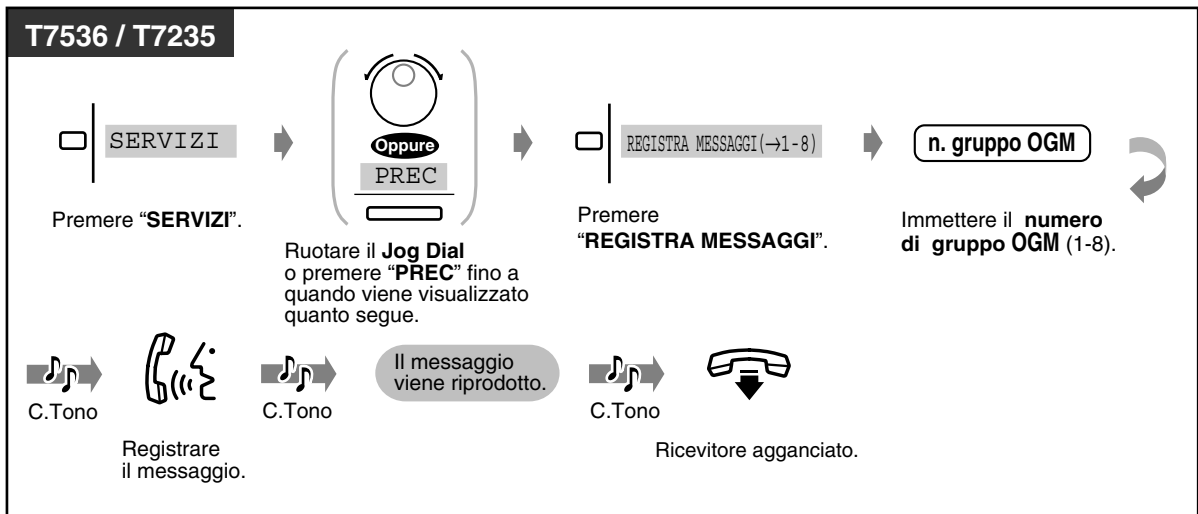 T7536 / T7235
SERVIZI
Oppure
PREC
REGISTRA MESSAGGI(→1-8)
n. gruppo OGM
Premere “SERVIZI”.
Ruotare il Jog Dial
o premere “PREC” fino a
quando viene visualizzato
quanto segue.
Premere
“REGISTRA MESSAGGI”.
Immettere il numero
di gruppo OGM (1-8).
C.Tono
Registrare
il messaggio.
C.Tono
Il messaggio
viene riprodotto.
C.Tono
Ricevitore agganciato.